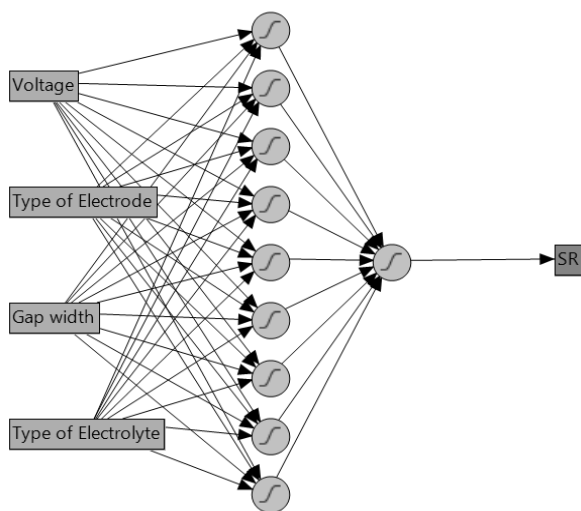 Voltage
Type of Electrode
SR
Gap width
Type of Electrolyte